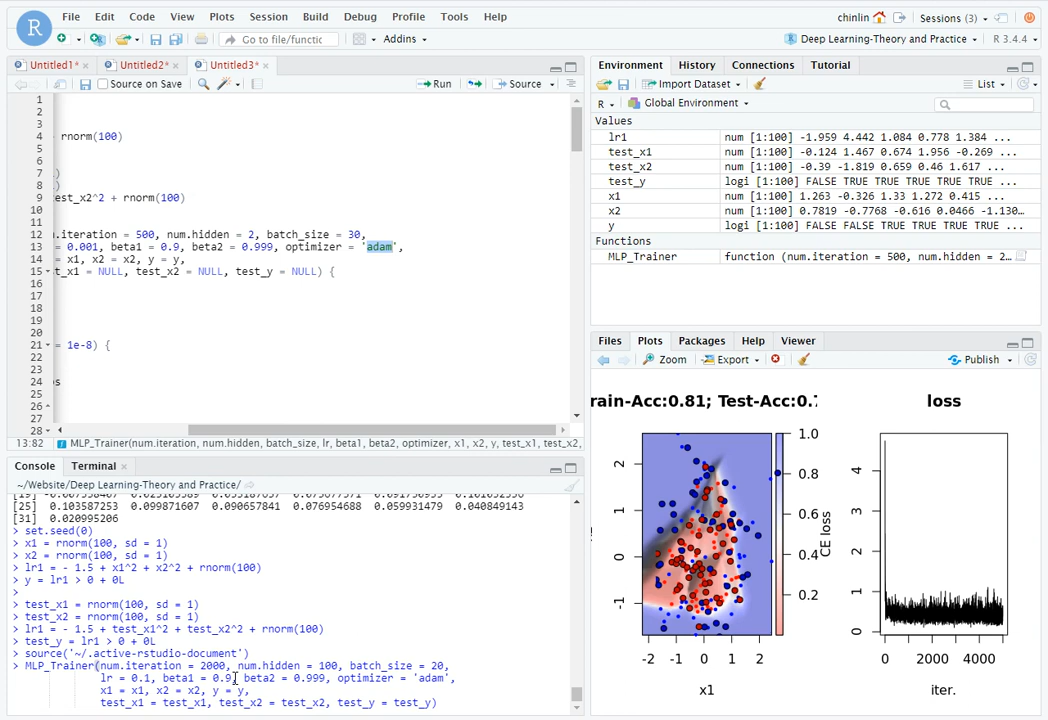 File Edit Code View Plots Session Build Debug Profile Tools Help
chinlin Sessions (3)
Go to file/functic Addins
Deep Learning-Theory and Practice R 3.4.4
Untitled1* × Untitled2* × Untitled3* ×
Source on Save Run Source
1
2
3
4 rnorm(100)
5
6
7 )
8 )
9 est_x2^2 + rnorm(100)
10
11
12 .iteration = 500, num.hidden = 2, batch_size = 30,
13 = 0.001, beta1 = 0.9, beta2 = 0.999, optimizer = 'adam',
14 = x1, x2 = x2, y = y,
15 t_x1 = NULL, test_x2 = NULL, test_y = NULL) {
16
17
18
19
20
21 = 1e-8) {
22
23
24 s
25
26
27
28
13:82 MLP_Trainer(num.iteration, num.hidden, batch_size, lr, beta1, beta2, optimizer, x1, x2, y, test_x1, test_x2,
Console Terminal ×
~/Website/Deep Learning-Theory and Practice/
[25] 0.103587253 0.099871607 0.090657841 0.076954688 0.059931479 0.040849143
[31] 0.020995206
> set.seed(0)
> x1 = rnorm(100, sd = 1)
> x2 = rnorm(100, sd = 1)
> lr1 = - 1.5 + x1^2 + x2^2 + rnorm(100)
> y = lr1 > 0 + 0L
>
> test_x1 = rnorm(100, sd = 1)
> test_x2 = rnorm(100, sd = 1)
> lr1 = - 1.5 + test_x1^2 + test_x2^2 + rnorm(100)
> test_y = lr1 > 0 + 0L
> source('~/.active-rstudio-document')
> MLP_Trainer(num.iteration = 2000, num.hidden = 100, batch_size = 20,
lr = 0.1, beta1 = 0.9, beta2 = 0.999, optimizer = 'adam',
x1 = x1, x2 = x2, y = y,
test_x1 = test_x1, test_x2 = test_x2, test_y = test_y)
Environment History Connections Tutorial
Import Dataset List
R Global Environment
Values
lr1 num [1:100] -1.959 4.442 1.084 0.778 1.384 ...
test_x1 num [1:100] -0.124 1.467 0.674 1.956 -0.269 ...
test_x2 num [1:100] -0.39 -1.819 0.659 0.46 1.617 ...
test_y logi [1:100] FALSE TRUE TRUE TRUE TRUE TRUE ...
x1 num [1:100] 1.263 -0.326 1.33 1.272 0.415 ...
x2 num [1:100] 0.7819 -0.7768 -0.616 0.0466 -1.130…
y logi [1:100] FALSE FALSE TRUE TRUE TRUE TRUE ...
Functions
MLP_Trainer function (num.iteration = 500, num.hidden = 2…
Files Plots Packages Help Viewer
Zoom Export Publish
rain-Acc:0.81; Test-Acc:0.7
loss
2
1
0
-1
-2 -1 0 1 2
x1
1.0
0.8
0.6
0.4
0.2
CE loss
4
3
2
1
0
0 2000 4000
iter.